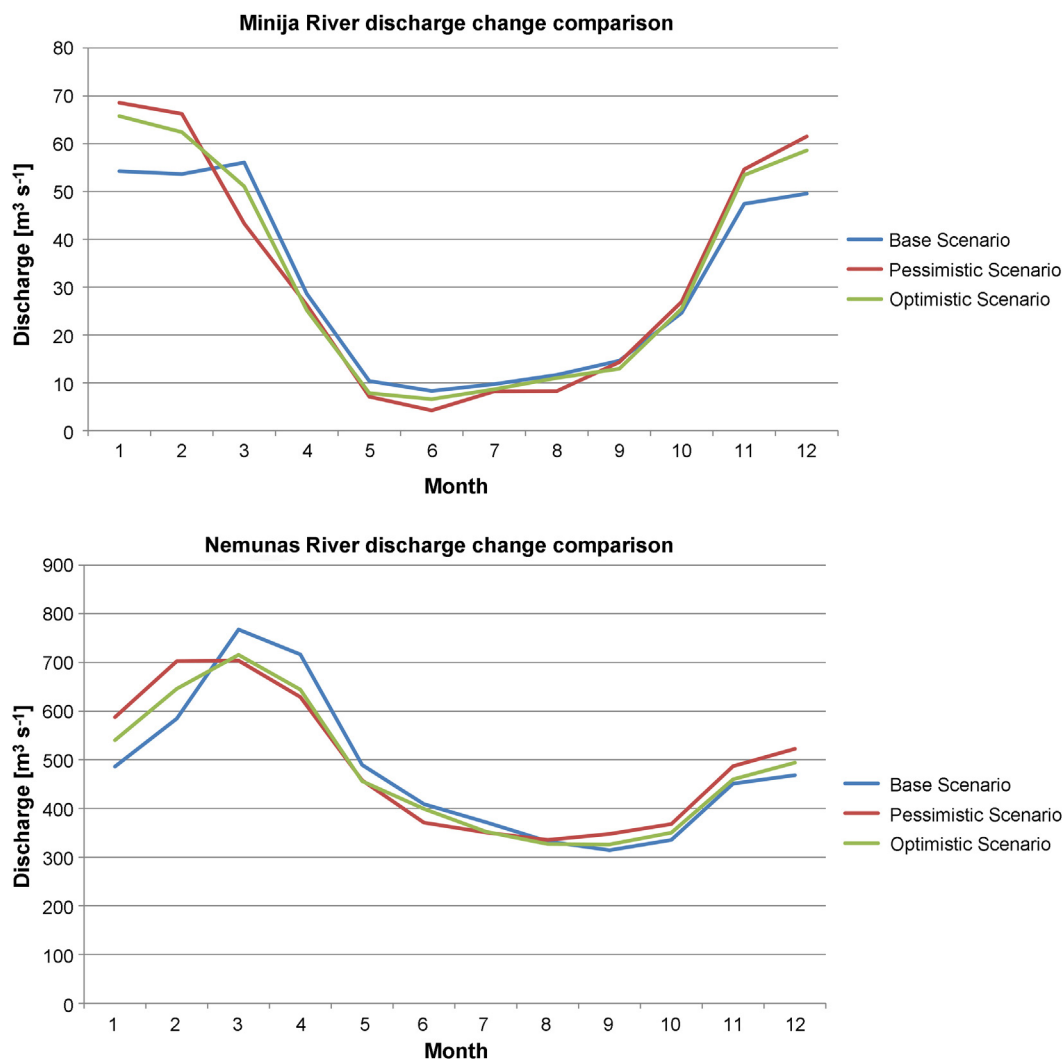 Minija River discharge change comparison
80
70
60
50
40
30
20
10
0
Discharge [m³ s⁻¹]
1 2 3 4 5 6 7 8 9 10 11 12
Month
Base Scenario
Pessimistic Scenario
Optimistic Scenario
Nemunas River discharge change comparison
900
800
700
600
500
400
300
200
100
0
Discharge [m³ s⁻¹]
1 2 3 4 5 6 7 8 9 10 11 12
Month
Base Scenario
Pessimistic Scenario
Optimistic Scenario